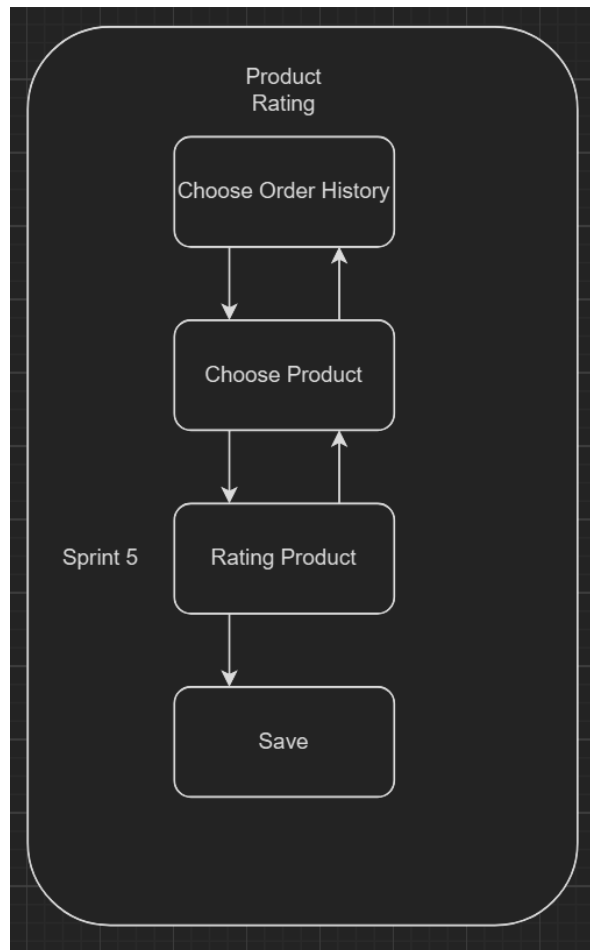 Product
Rating
Choose Order History
Choose Product
Sprint 5
Rating Product
Save